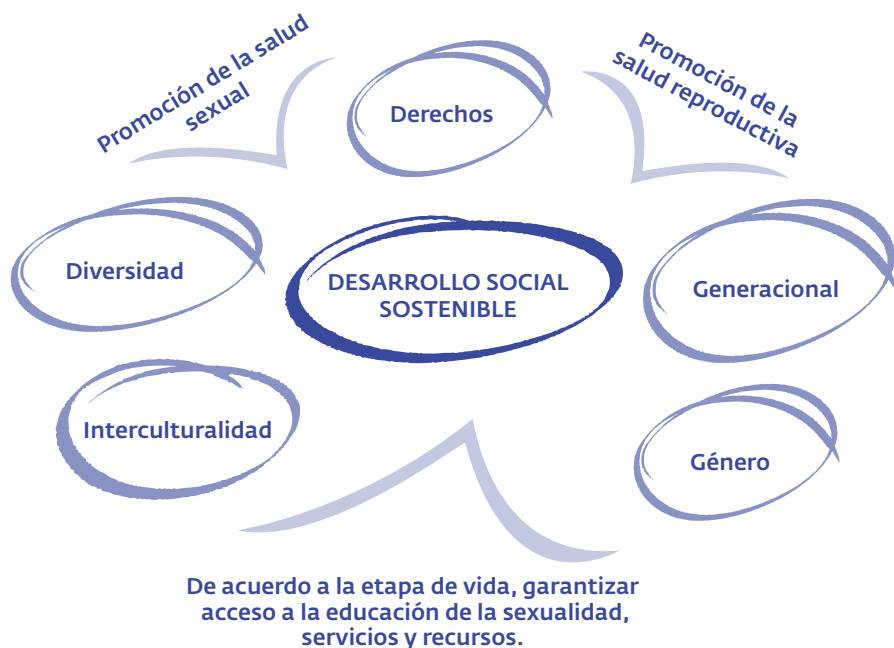 Promoción de la salud
sexual
Promoción de la
salud reproductiva
Derechos
Diversidad
DESARROLLO SOCIAL
SOSTENIBLE
Generacional
Interculturalidad
Género
De acuerdo a la etapa de vida, garantizar
acceso a la educación de la sexualidad,
servicios y recursos.